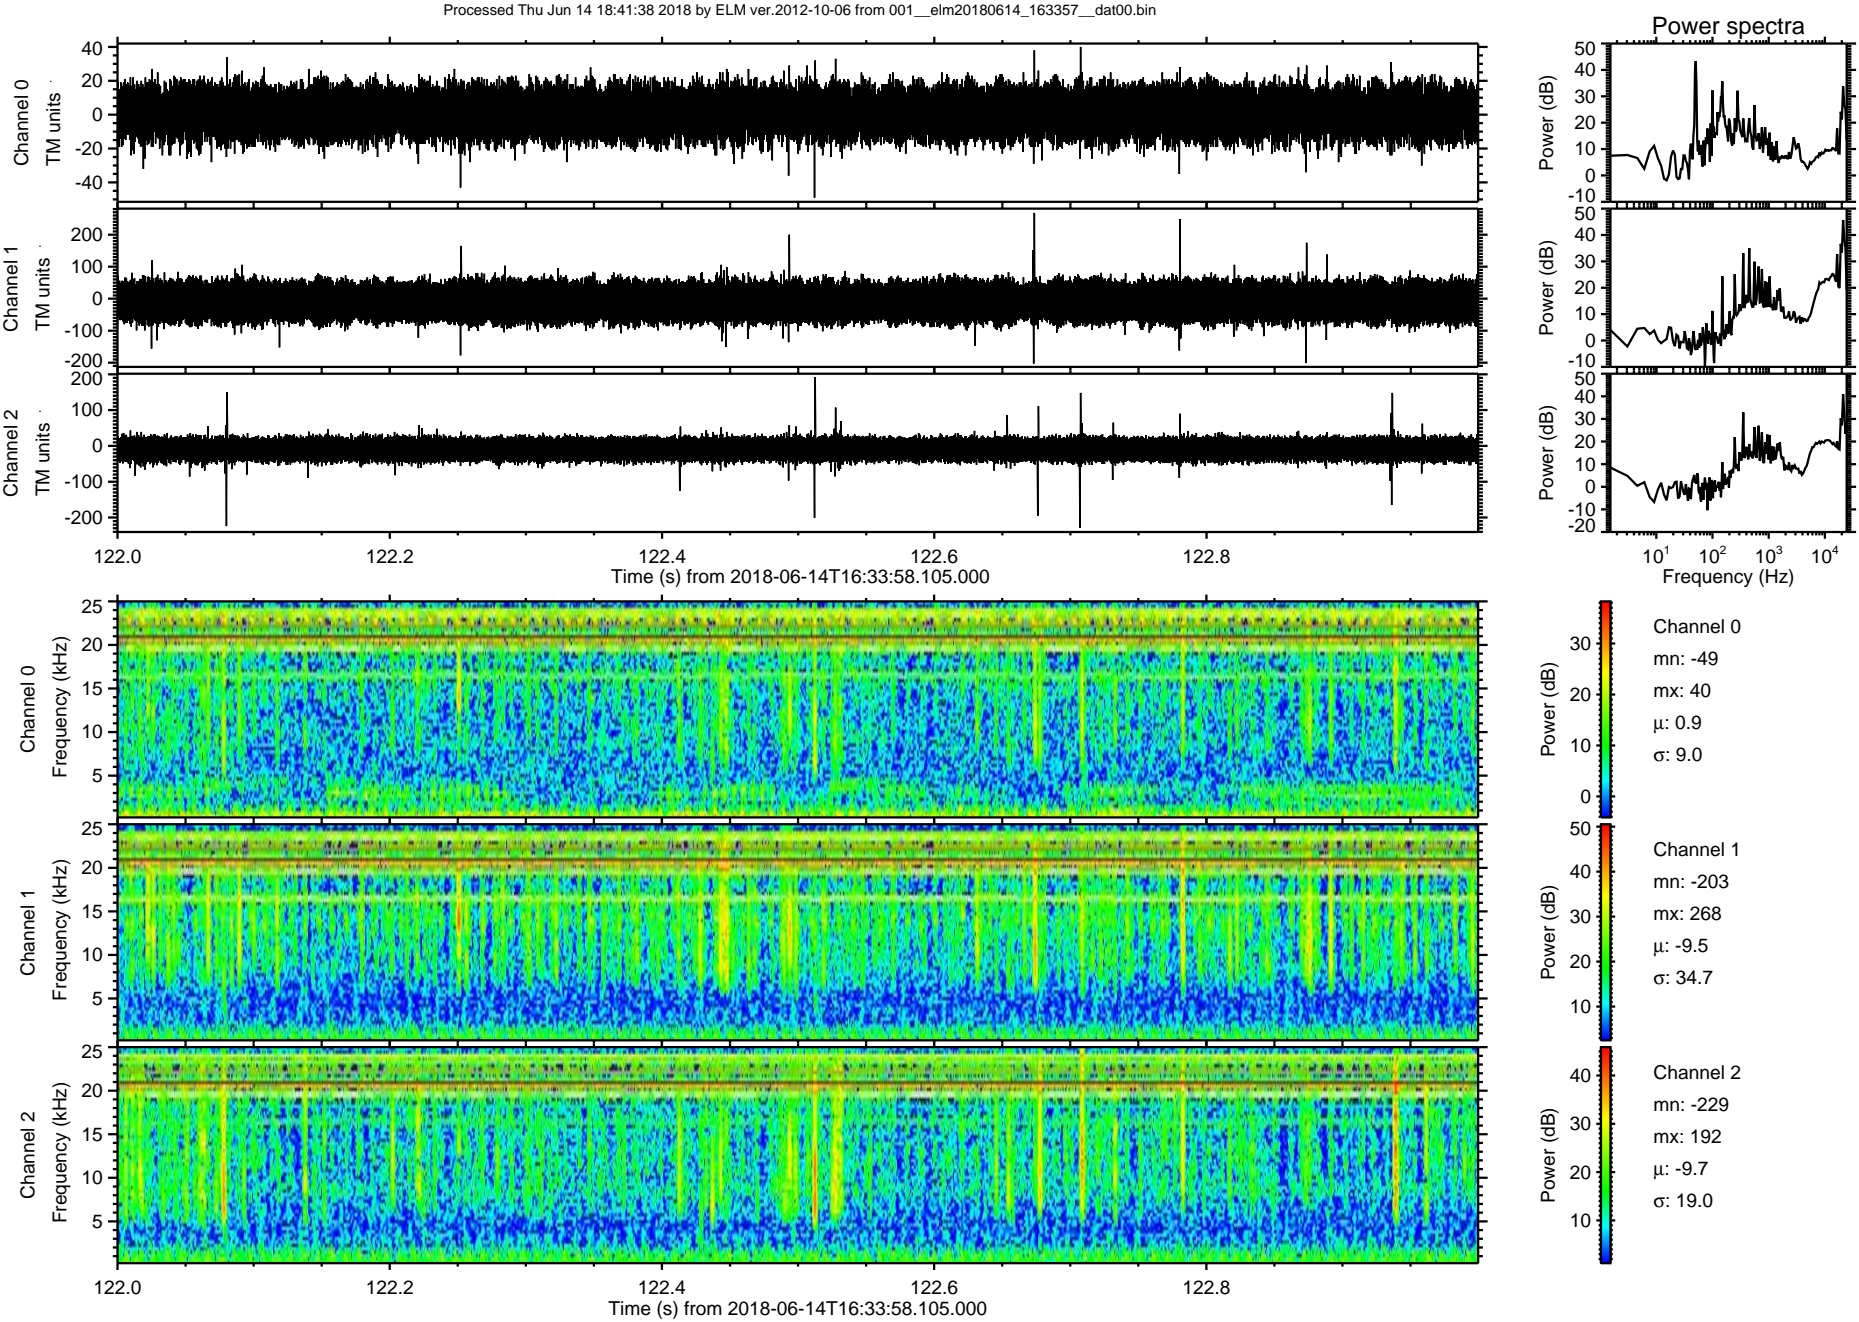 Processed Thu Jun 14 18:41:38 2018 by ELM ver.2012-10-06 from 001__elm20180614_163357__dat00.bin
Power spectra
Channel 0
TM units
40
20
0
-20
-40
Power (dB)
50
40
30
20
10
0
-10
Channel 1
TM units
200
100
0
-100
-200
Power (dB)
50
40
30
20
10
0
-10
Channel 2
TM units
200
100
0
-100
-200
Power (dB)
50
40
30
20
10
0
-10
-20
122.0 122.2 122.4 122.6 122.8
Time (s) from 2018-06-14T16:33:58.105.000
10¹ 10² 10³ 10⁴
Frequency (Hz)
Channel 0
Frequency (kHz)
25
20
15
10
5
Power (dB)
30
20
10
0
Channel 0
mn: -49
mx: 40
μ: 0.9
σ: 9.0
Channel 1
Frequency (kHz)
25
20
15
10
5
Power (dB)
50
40
30
20
10
Channel 1
mn: -203
mx: 268
μ: -9.5
σ: 34.7
Channel 2
Frequency (kHz)
25
20
15
10
5
Power (dB)
40
30
20
10
Channel 2
mn: -229
mx: 192
μ: -9.7
σ: 19.0
122.0 122.2 122.4 122.6 122.8
Time (s) from 2018-06-14T16:33:58.105.000